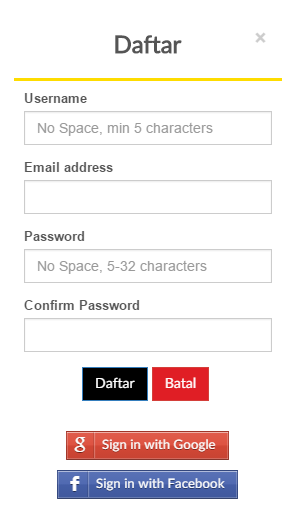 Daftar
×
Username
No Space, min 5 characters
Email address
Password
No Space, 5-32 characters
Confirm Password
Daftar
Batal
g Sign in with Google
f Sign in with Facebook